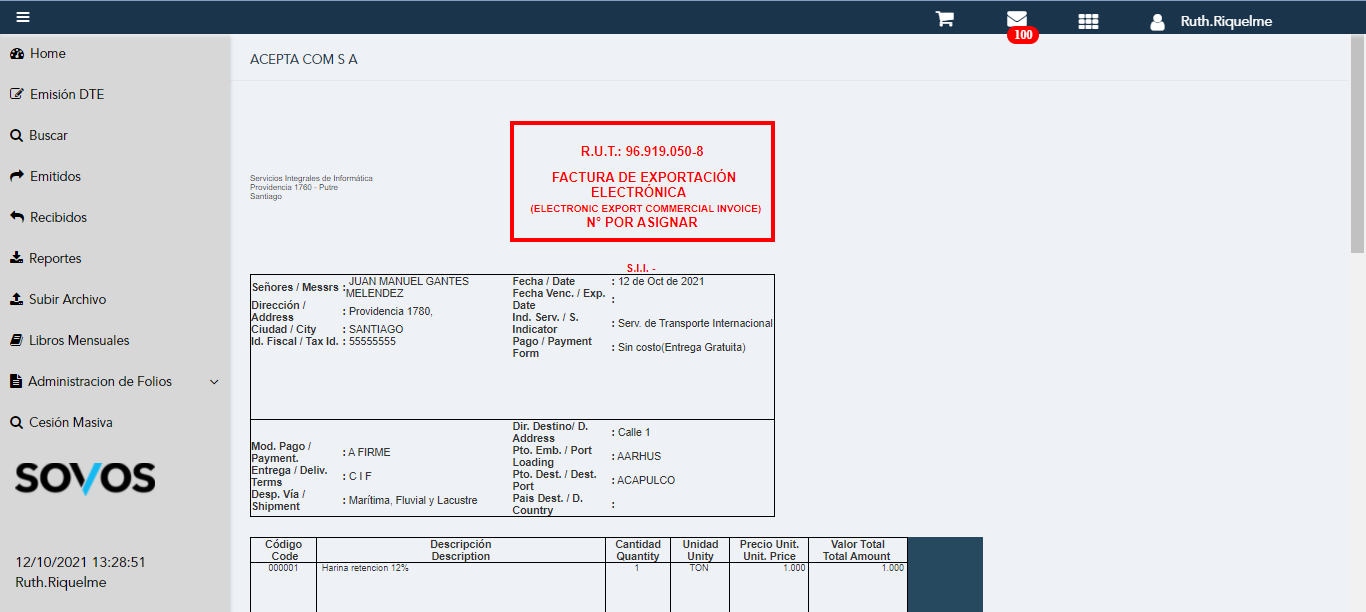 Ruth.Riquelme
100
Home
Emisión DTE
Buscar
Emitidos
Recibidos
Reportes
Subir Archivo
Libros Mensuales
Administracion de Folios
Cesión Masiva
SOVOS
12/10/2021 13:28:51
Ruth.Riquelme
ACEPTA COM S A
Servicios Integrales de Informática
Providencia 1760 - Putre
Santiago
R.U.T.: 96.919.050-8
FACTURA DE EXPORTACIÓN
ELECTRÓNICA
(ELECTRONIC EXPORT COMMERCIAL INVOICE)
N° POR ASIGNAR
S.I.I. -
Señores / Messrs : JUAN MANUEL GANTES
MELENDEZ
Dirección /
Address : Providencia 1780,
Ciudad / City : SANTIAGO
Id. Fiscal / Tax Id. : 55555555
Fecha / Date : 12 de Oct de 2021
Fecha Venc. / Exp.
Date :
Ind. Serv. / S.
Indicator : Serv. de Transporte Internacional
Pago / Payment
Form : Sin costo(Entrega Gratuita)
Mod. Pago /
Payment. : A FIRME
Entrega / Deliv.
Terms : C I F
Desp. Vía /
Shipment : Marítima, Fluvial y Lacustre
Dir. Destino/ D.
Address : Calle 1
Pto. Emb. / Port
Loading : AARHUS
Pto. Dest. / Dest.
Port : ACAPULCO
Pais Dest. / D.
Country :
Código Descripción Cantidad Unidad Precio Unit. Valor Total
Code Description Quantity Unity Unit. Price Total Amount
000001 Harina retencion 12% 1 TON 1.000 1.000